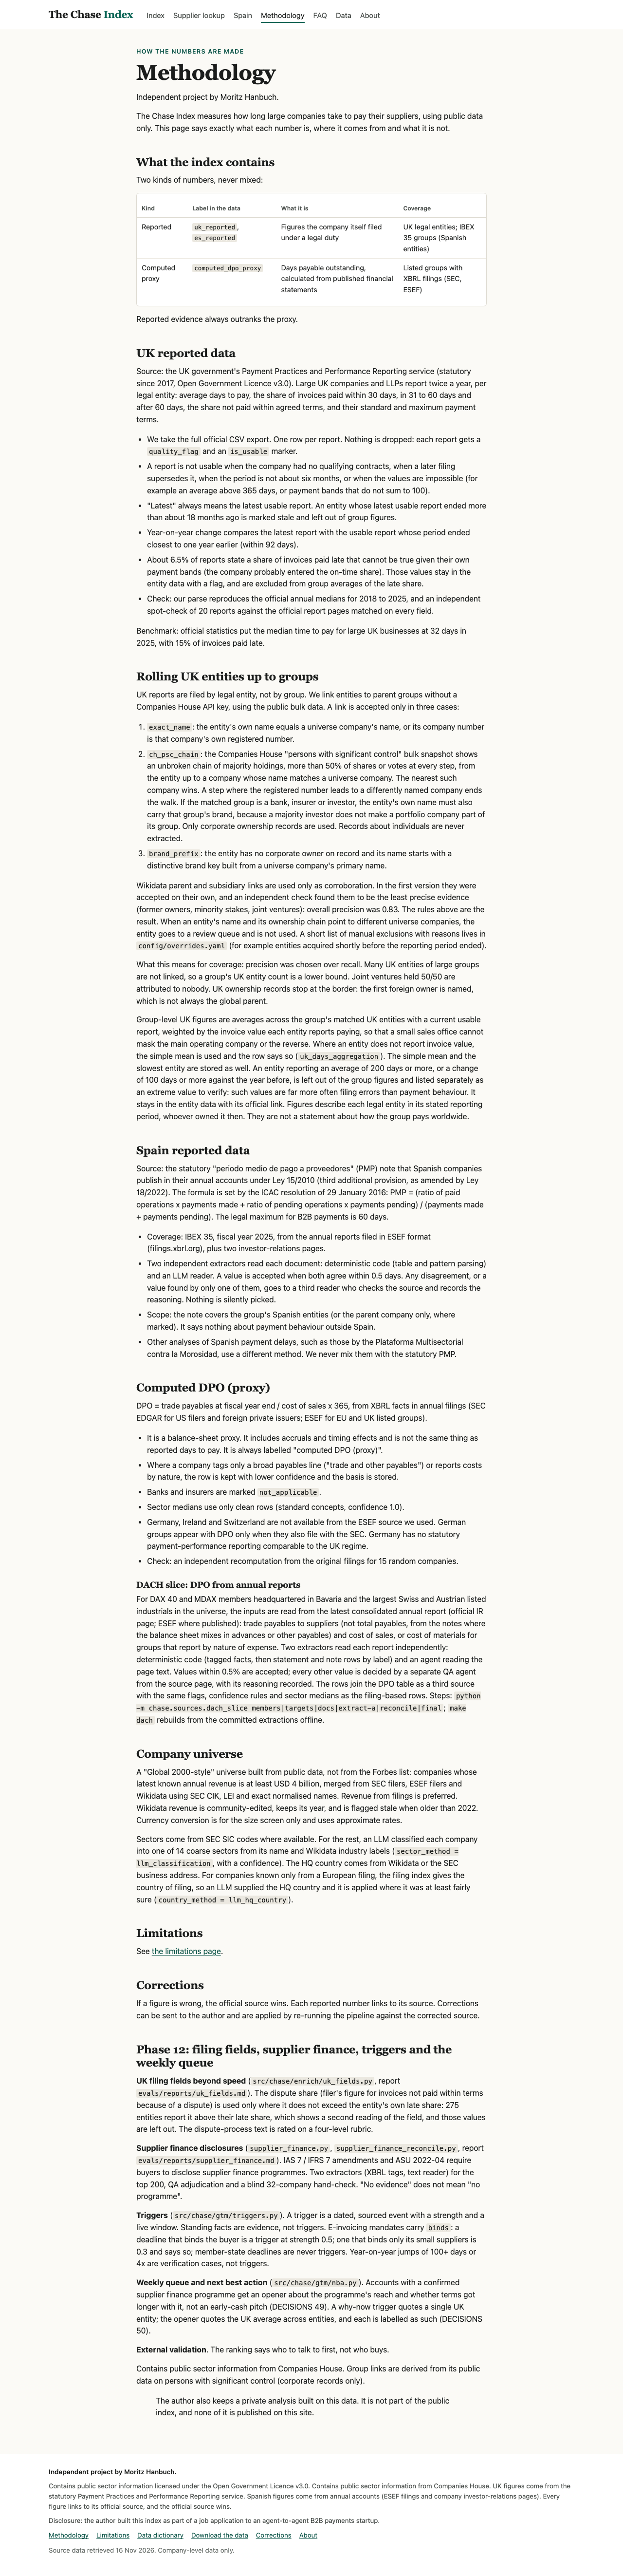 The Chase Index
Index Supplier lookup Spain Methodology FAQ Data About
HOW THE NUMBERS ARE MADE
Methodology
Independent project by Moritz Hanbuch.
The Chase Index measures how long large companies take to pay their suppliers, using public data
only. This page says exactly what each number is, where it comes from and what it is not.
What the index contains
Two kinds of numbers, never mixed:
Kind Label in the data What it is Coverage
Reported uk_reported, Figures the company itself filed UK legal entities; IBEX
es_reported under a legal duty 35 groups (Spanish
entities)
Computed computed_dpo_proxy Days payable outstanding, Listed groups with
proxy calculated from published financial XBRL filings (SEC,
statements ESEF)
Reported evidence always outranks the proxy.
UK reported data
Source: the UK government's Payment Practices and Performance Reporting service (statutory
since 2017, Open Government Licence v3.0). Large UK companies and LLPs report twice a year, per
legal entity: average days to pay, the share of invoices paid within 30 days, in 31 to 60 days and
after 60 days, the share not paid within agreed terms, and their standard and maximum payment
terms.
• We take the full official CSV export. One row per report. Nothing is dropped: each report gets a
quality_flag and an is_usable marker.
• A report is not usable when the company had no qualifying contracts, when a later filing
supersedes it, when the period is not about six months, or when the values are impossible (for
example an average above 365 days, or payment bands that do not sum to 100).
• "Latest" always means the latest usable report. An entity whose latest usable report ended more
than about 18 months ago is marked stale and left out of group figures.
• Year-on-year change compares the latest report with the usable report whose period ended
closest to one year earlier (within 92 days).
• About 6.5% of reports state a share of invoices paid late that cannot be true given their own
payment bands (the company probably entered the on-time share). Those values stay in the
entity data with a flag, and are excluded from group averages of the late share.
• Check: our parse reproduces the official annual medians for 2018 to 2025, and an independent
spot-check of 20 reports against the official report pages matched on every field.
Benchmark: official statistics put the median time to pay for large UK businesses at 32 days in
2025, with 15% of invoices paid late.
Rolling UK entities up to groups
UK reports are filed by legal entity, not by group. We link entities to parent groups without a
Companies House API key, using the public bulk data. A link is accepted only in three cases:
1. exact_name: the entity's own name equals a universe company's name, or its company number
is that company's own registered number.
2. ch_psc_chain: the Companies House "persons with significant control" bulk snapshot shows
an unbroken chain of majority holdings, more than 50% of shares or votes at every step, from
the entity up to a company whose name matches a universe company. The nearest such
company wins. A step where the registered number leads to a differently named company ends
the walk. If the matched group is a bank, insurer or investor, the entity's own name must also
carry that group's brand, because a majority investor does not make a portfolio company part of
its group. Only corporate ownership records are used. Records about individuals are never
extracted.
3. brand_prefix: the entity has no corporate owner on record and its name starts with a
distinctive brand key built from a universe company's primary name.
Wikidata parent and subsidiary links are used only as corroboration. In the first version they were
accepted on their own, and an independent check found them to be the least precise evidence
(former owners, minority stakes, joint ventures): overall precision was 0.83. The rules above are the
result. When an entity's name and its ownership chain point to different universe companies, the
entity goes to a review queue and is not used. A short list of manual exclusions with reasons lives in
config/overrides.yaml (for example entities acquired shortly before the reporting period ended).
What this means for coverage: precision was chosen over recall. Many UK entities of large groups
are not linked, so a group's UK entity count is a lower bound. Joint ventures held 50/50 are
attributed to nobody. UK ownership records stop at the border: the first foreign owner is named,
which is not always the global parent.
Group-level UK figures are averages across the group's matched UK entities with a current usable
report, weighted by the invoice value each entity reports paying, so that a small sales office cannot
mask the main operating company or the reverse. Where an entity does not report invoice value,
the simple mean is used and the row says so (uk_days_aggregation). The simple mean and the
slowest entity are stored as well. An entity reporting an average of 200 days or more, or a change
of 100 days or more against the year before, is left out of the group figures and listed separately as
an extreme value to verify: such values are far more often filing errors than payment behaviour. It
stays in the entity data with its official link. Figures describe each legal entity in its stated reporting
period, whoever owned it then. They are not a statement about how the group pays worldwide.
Spain reported data
Source: the statutory "periodo medio de pago a proveedores" (PMP) note that Spanish companies
publish in their annual accounts under Ley 15/2010 (third additional provision, as amended by Ley
18/2022). The formula is set by the ICAC resolution of 29 January 2016: PMP = (ratio of paid
operations x payments made + ratio of pending operations x payments pending) / (payments made
+ payments pending). The legal maximum for B2B payments is 60 days.
• Coverage: IBEX 35, fiscal year 2025, from the annual reports filed in ESEF format
(filings.xbrl.org), plus two investor-relations pages.
• Two independent extractors read each document: deterministic code (table and pattern parsing)
and an LLM reader. A value is accepted when both agree within 0.5 days. Any disagreement, or a
value found by only one of them, goes to a third reader who checks the source and records the
reasoning. Nothing is silently picked.
• Scope: the note covers the group's Spanish entities (or the parent company only, where
marked). It says nothing about payment behaviour outside Spain.
• Other analyses of Spanish payment delays, such as those by the Plataforma Multisectorial
contra la Morosidad, use a different method. We never mix them with the statutory PMP.
Computed DPO (proxy)
DPO = trade payables at fiscal year end / cost of sales x 365, from XBRL facts in annual filings (SEC
EDGAR for US filers and foreign private issuers; ESEF for EU and UK listed groups).
• It is a balance-sheet proxy. It includes accruals and timing effects and is not the same thing as
reported days to pay. It is always labelled "computed DPO (proxy)".
• Where a company tags only a broad payables line ("trade and other payables") or reports costs
by nature, the row is kept with lower confidence and the basis is stored.
• Banks and insurers are marked not_applicable.
• Sector medians use only clean rows (standard concepts, confidence 1.0).
• Germany, Ireland and Switzerland are not available from the ESEF source we used. German
groups appear with DPO only when they also file with the SEC. Germany has no statutory
payment-performance reporting comparable to the UK regime.
• Check: an independent recomputation from the original filings for 15 random companies.
DACH slice: DPO from annual reports
For DAX 40 and MDAX members headquartered in Bavaria and the largest Swiss and Austrian listed
industrials in the universe, the inputs are read from the latest consolidated annual report (official IR
page; ESEF where published): trade payables to suppliers (not total payables, from the notes where
the balance sheet mixes in advances or other payables) and cost of sales, or cost of materials for
groups that report by nature of expense. Two extractors read each report independently:
deterministic code (tagged facts, then statement and note rows by label) and an agent reading the
page text. Values within 0.5% are accepted; every other value is decided by a separate QA agent
from the source page, with its reasoning recorded. The rows join the DPO table as a third source
with the same flags, confidence rules and sector medians as the filing-based rows. Steps: python
-m chase.sources.dach_slice members|targets|docs|extract-a|reconcile|final; make
dach rebuilds from the committed extractions offline.
Company universe
A "Global 2000-style" universe built from public data, not from the Forbes list: companies whose
latest known annual revenue is at least USD 4 billion, merged from SEC filers, ESEF filers and
Wikidata using SEC CIK, LEI and exact normalised names. Revenue from filings is preferred.
Wikidata revenue is community-edited, keeps its year, and is flagged stale when older than 2022.
Currency conversion is for the size screen only and uses approximate rates.
Sectors come from SEC SIC codes where available. For the rest, an LLM classified each company
into one of 14 coarse sectors from its name and Wikidata industry labels (sector_method =
llm_classification, with a confidence). The HQ country comes from Wikidata or the SEC
business address. For companies known only from a European filing, the filing index gives the
country of filing, so an LLM supplied the HQ country and it is applied where it was at least fairly
sure (country_method = llm_hq_country).
Limitations
See the limitations page.
Corrections
If a figure is wrong, the official source wins. Each reported number links to its source. Corrections
can be sent to the author and are applied by re-running the pipeline against the corrected source.
Phase 12: filing fields, supplier finance, triggers and the
weekly queue
UK filing fields beyond speed (src/chase/enrich/uk_fields.py, report
evals/reports/uk_fields.md). The dispute share (filer's figure for invoices not paid within terms
because of a dispute) is used only where it does not exceed the entity's own late share: 275
entities report it above their late share, which shows a second reading of the field, and those values
are left out. The dispute-process text is rated on a four-level rubric.
Supplier finance disclosures (supplier_finance.py, supplier_finance_reconcile.py, report
evals/reports/supplier_finance.md). IAS 7 / IFRS 7 amendments and ASU 2022-04 require
buyers to disclose supplier finance programmes. Two extractors (XBRL tags, text reader) for the
top 200, QA adjudication and a blind 32-company hand-check. "No evidence" does not mean "no
programme".
Triggers (src/chase/gtm/triggers.py). A trigger is a dated, sourced event with a strength and a
live window. Standing facts are evidence, not triggers. E-invoicing mandates carry binds: a
deadline that binds the buyer is a trigger at strength 0.5; one that binds only its small suppliers is
0.3 and says so; member-state deadlines are never triggers. Year-on-year jumps of 100+ days or
4x are verification cases, not triggers.
Weekly queue and next best action (src/chase/gtm/nba.py). Accounts with a confirmed
supplier finance programme get an opener about the programme's reach and whether terms got
longer with it, not an early-cash pitch (DECISIONS 49). A why-now trigger quotes a single UK
entity; the opener quotes the UK average across entities, and each is labelled as such (DECISIONS
50).
External validation. The ranking says who to talk to first, not who buys.
Contains public sector information from Companies House. Group links are derived from its public
data on persons with significant control (corporate records only).
The author also keeps a private analysis built on this data. It is not part of the public
index, and none of it is published on this site.
Independent project by Moritz Hanbuch.
Contains public sector information licensed under the Open Government Licence v3.0. Contains public sector information from Companies House. UK figures come from the
statutory Payment Practices and Performance Reporting service. Spanish figures come from annual accounts (ESEF filings and company investor-relations pages). Every
figure links to its official source, and the official source wins.
Disclosure: the author built this index as part of a job application to an agent-to-agent B2B payments startup.
Methodology Limitations Data dictionary Download the data Corrections About
Source data retrieved 16 Nov 2026. Company-level data only.